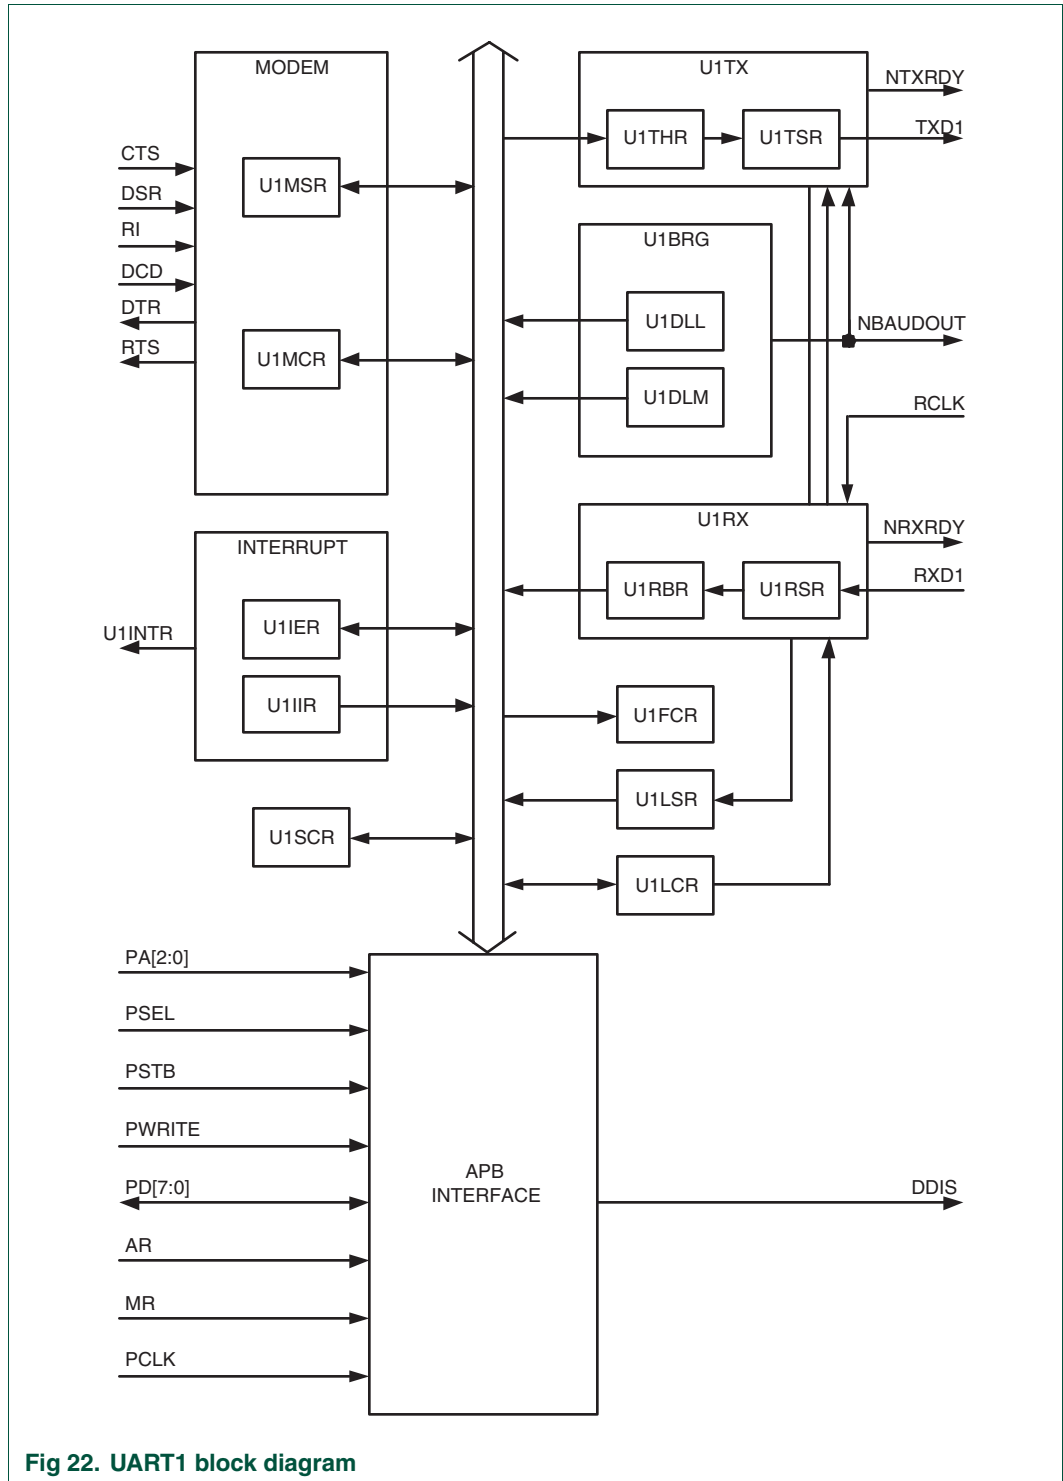 MODEM
CTS
DSR
RI
DCD
DTR
RTS
U1MSR
U1MCR
INTERRUPT
U1INTR
U1IER
U1IIR
U1SCR
U1TX
NTXRDY
U1THR
U1TSR
TXD1
U1BRG
U1DLL
NBAUDOUT
U1DLM
RCLK
U1RX
NRXRDY
U1RBR
U1RSR
RXD1
U1FCR
U1LSR
U1LCR
PA[2:0]
PSEL
PSTB
PWRITE
PD[7:0]
AR
MR
PCLK
APB
INTERFACE
DDIS
Fig 22. UART1 block diagram